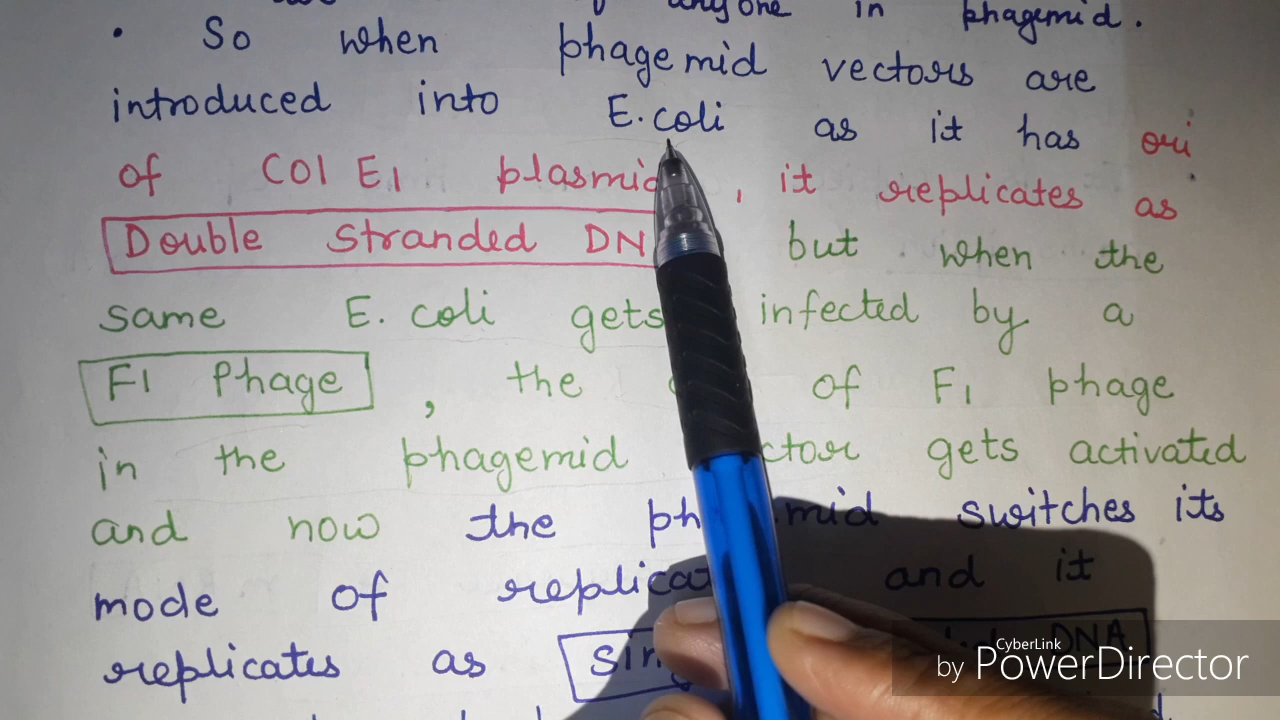 anyone in phagemid.
• So when phagemid vectors are
introduced into E.coli as it has ori
of Col E1 plasmid, it replicates as
Double stranded DN
but when the
same E. coli gets infected by a
F1 Phage, the of F1 phage
in the phagemid ctor gets activated
and now the ph mid switches its
mode of replicat and it
replicates as sin DNA
CyberLink
by PowerDirector